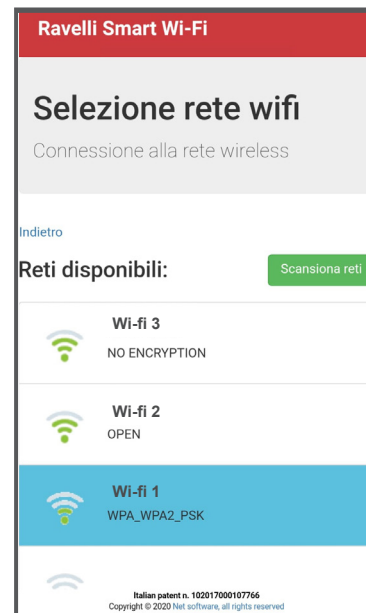 Ravelli Smart Wi-Fi
Selezione rete wifi
Connessione alla rete wireless
Indietro
Reti disponibili:
Scansiona reti
Wi-fi 3
NO ENCRYPTION
Wi-fi 2
OPEN
Wi-fi 1
WPA_WPA2_PSK
Italian patent n. 102017000107766
Copyright © 2020 Net software, all rights reserved